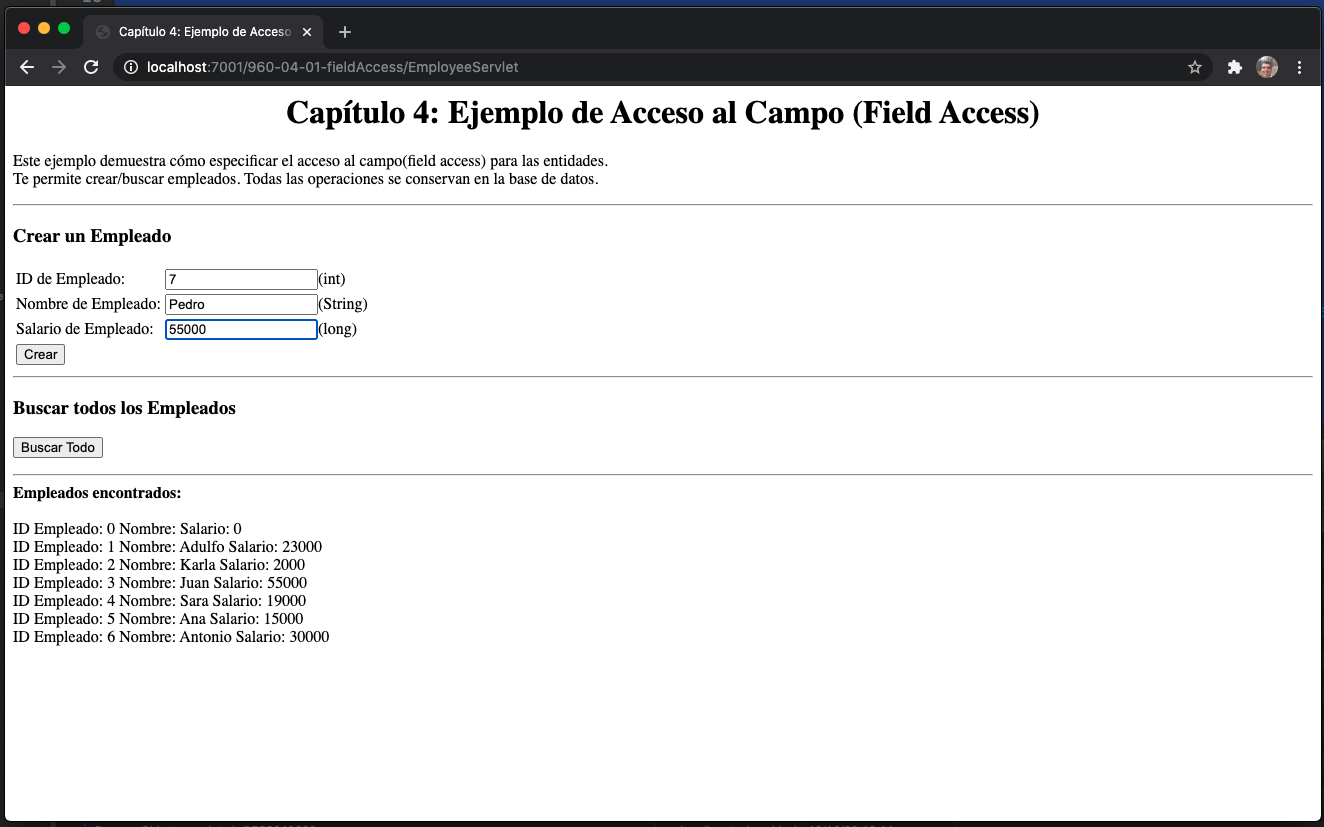 Capítulo 4: Ejemplo de Acceso
localhost:7001/960-04-01-fieldAccess/EmployeeServlet
Capítulo 4: Ejemplo de Acceso al Campo (Field Access)
Este ejemplo demuestra cómo especificar el acceso al campo(field access) para las entidades.
Te permite crear/buscar empleados. Todas las operaciones se conservan en la base de datos.
Crear un Empleado
ID de Empleado: 7 (int)
Nombre de Empleado: Pedro (String)
Salario de Empleado: 55000 (long)
Crear
Buscar todos los Empleados
Buscar Todo
Empleados encontrados:
ID Empleado: 0 Nombre: Salario: 0
ID Empleado: 1 Nombre: Adulfo Salario: 23000
ID Empleado: 2 Nombre: Karla Salario: 2000
ID Empleado: 3 Nombre: Juan Salario: 55000
ID Empleado: 4 Nombre: Sara Salario: 19000
ID Empleado: 5 Nombre: Ana Salario: 15000
ID Empleado: 6 Nombre: Antonio Salario: 30000